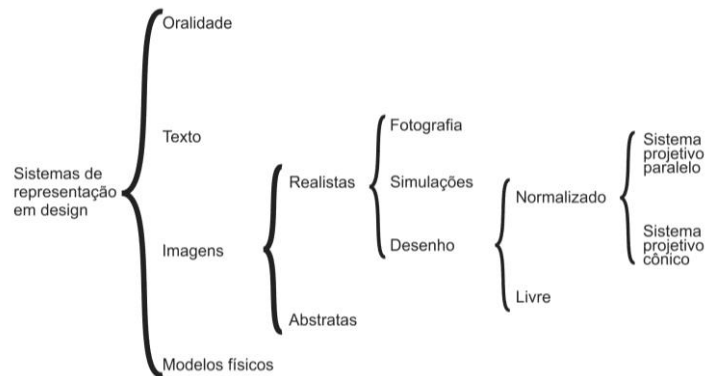 Oralidade
Texto
Sistemas de
representação
em design
Imagens
Modelos físicos
Realistas
Abstratas
Fotografia
Simulações
Desenho
Normalizado
Livre
Sistema
projetivo
paralelo
Sistema
projetivo
cônico